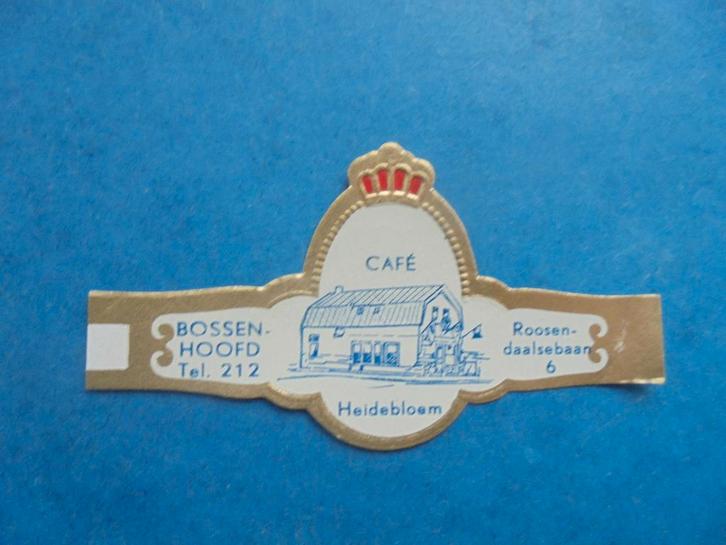 CAFÉ
BOSSEN-
HOOFD
Tel. 212
Heidebloem
Roosen-
daalsebaan
6